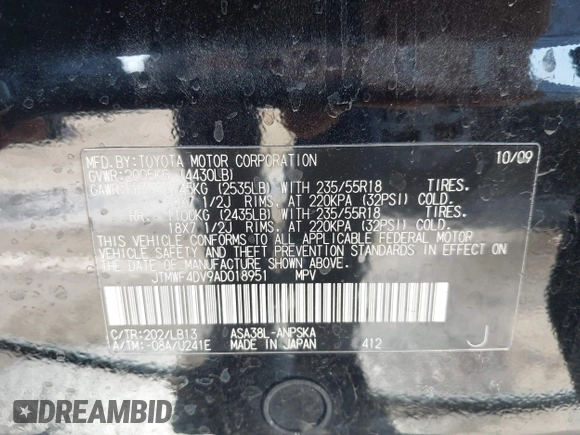 MFD. BY: TOYOTA MOTOR CORPORATION 10/09
GVWR: (4430LB)
(2535LB) WITH 235/55R18 TIRES.
1/2J RIMS. AT 220KPA (32PSI) COLD.
RR. 1100KG (2435LB) WITH 235/55R18 TIRES.
18X7 1/2J RIMS. AT 220KPA (32PSI) COLD.
THIS VEHICLE CONFORMS TO ALL APPLICABLE FEDERAL MOTOR
VEHICLE SAFETY AND THEFT PREVENTION STANDARDS IN EFFECT
ON THE DATE OF MANUFACTURE SHOWN ABOVE.
JTMWF4DV9AD018951 MPV
C/TR:202/LB13 ASA38L-ANPSKA
A/TM:-08A/U241E MADE IN JAPAN 412 J
DREAMBID